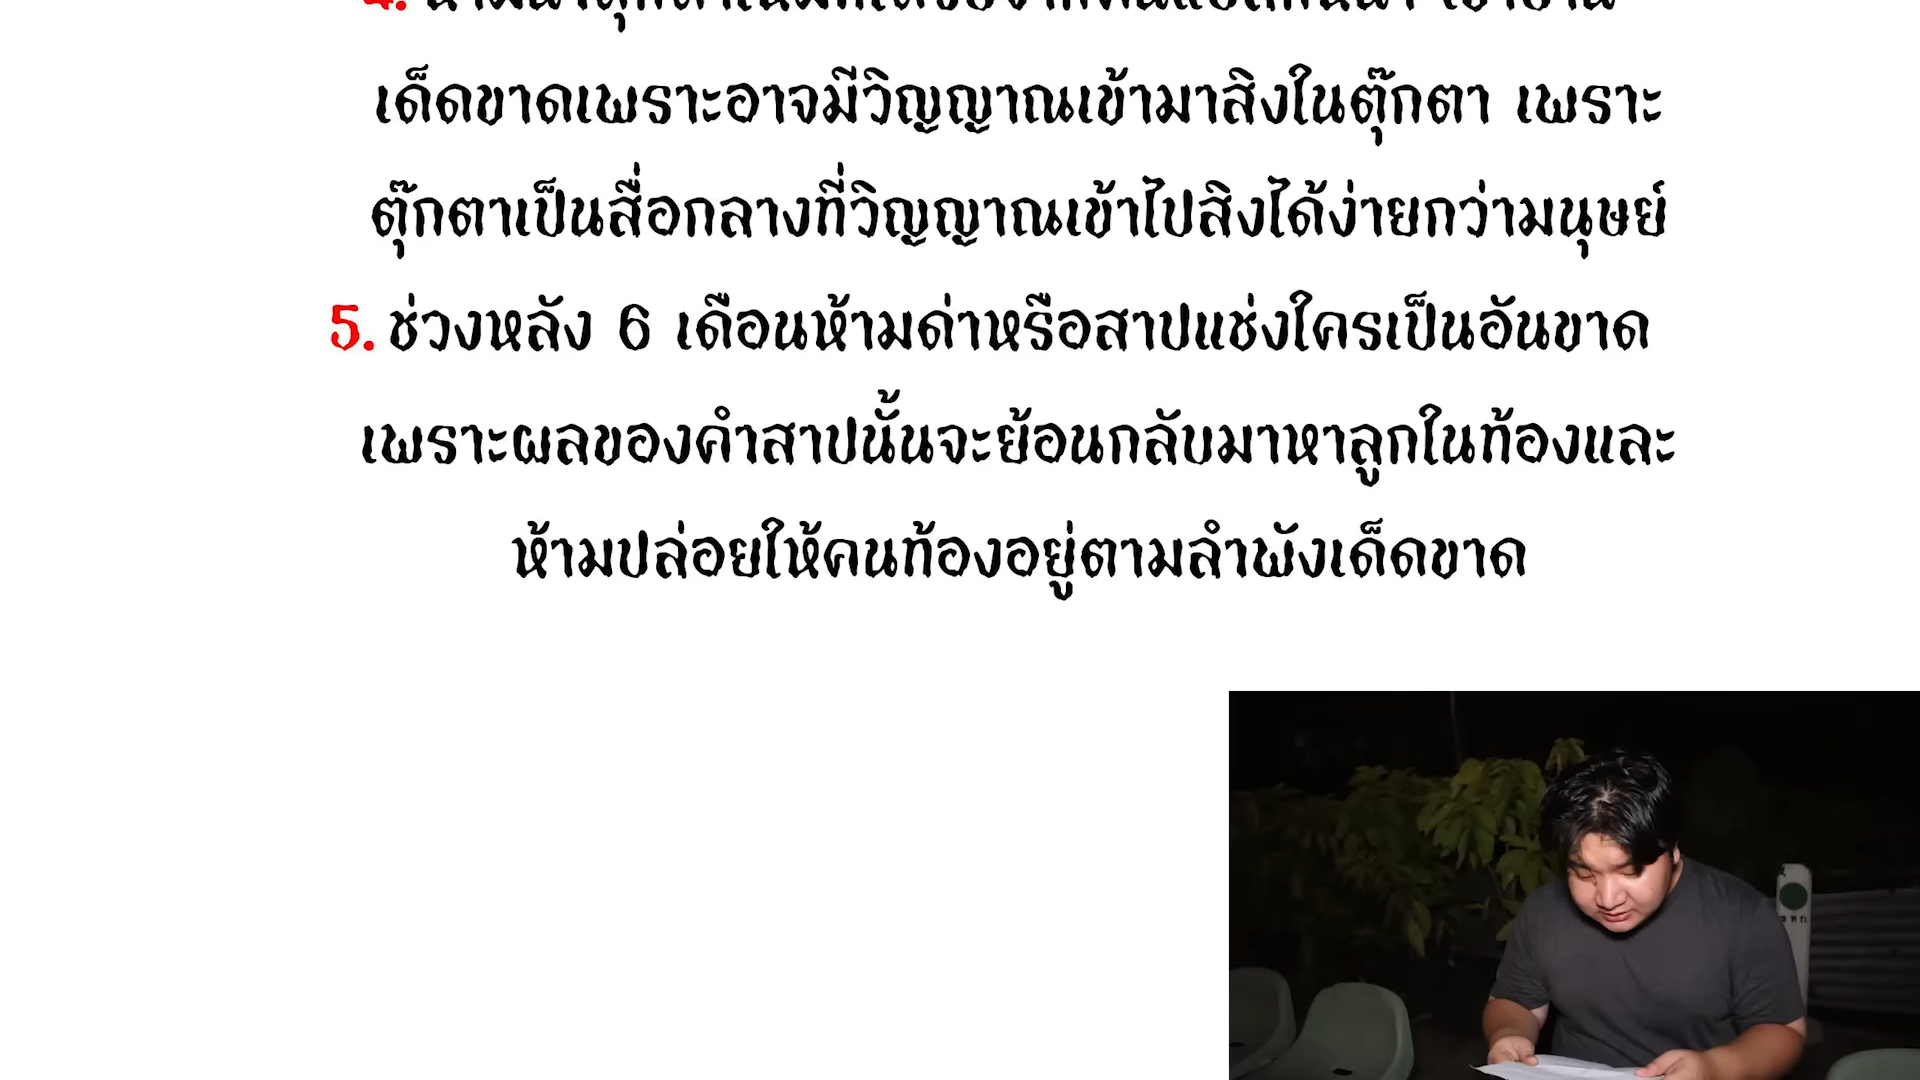 เด็ดขาดเพราะอาจมีวิญญาณเข้ามาสิงในตุ๊กตา เพราะ
ตุ๊กตาเป็นสื่อกลางที่วิญญาณเข้าไปสิงได้ง่ายกว่ามนุษย์
5. ช่วงหลัง 6 เดือนห้ามด่าหรือสาปแช่งใครเป็นอันขาด
เพราะผลของคำสาปนั้นจะย้อนกลับมาหาลูกในท้องและ
ห้ามปล่อยให้คนท้องอยู่ตามลำพังเด็ดขาด